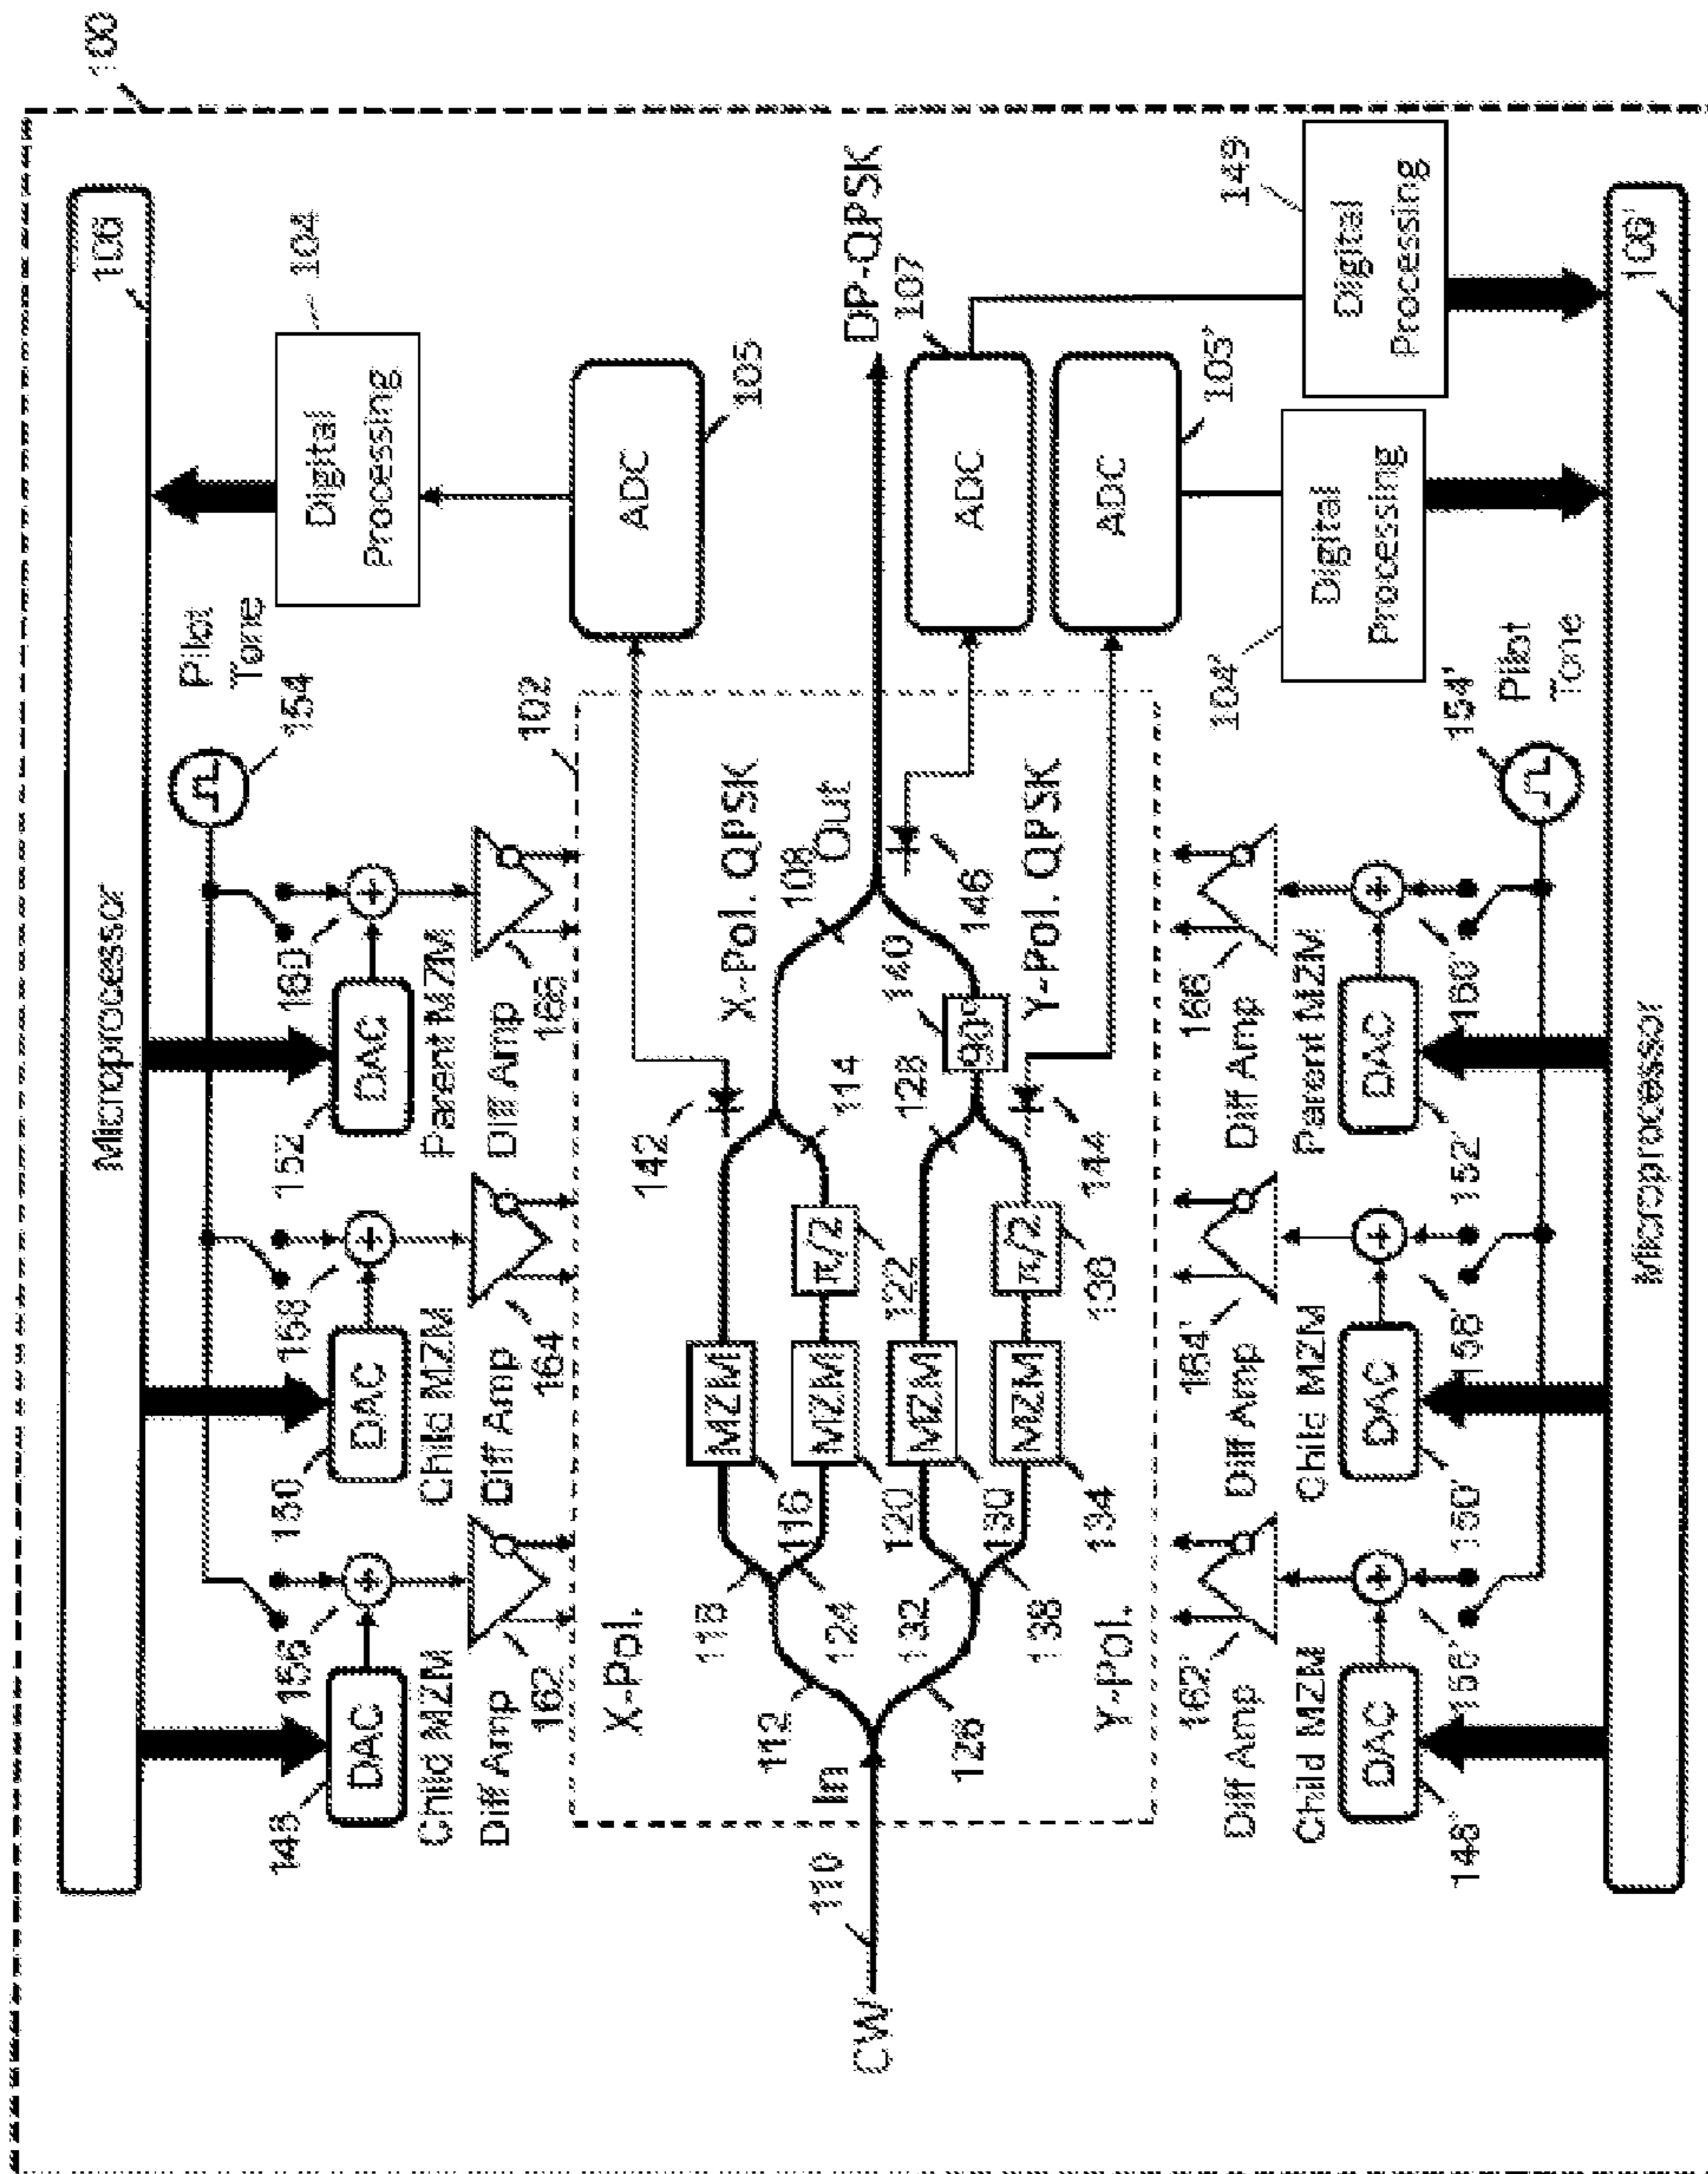 100
Microprocessor
106
148
DAC
156
Child MZM
Diff Amp
162
150
DAC
158
Child MZM
Diff Amp
164
152
DAC
160
Parent MZM
Diff Amp
166
154
Pilot
Tone
Digital
Processing
104
ADC
105
102
X-Pol.
118
116
MZM
112
124
MZM
120
π/2
122
114
142
X-Pol. QPSK
108
Out
DP-QPSK
CW
110
In
126
132
MZM
130
138
MZM
134
π/2
136
128
90°
140
144
146
Y-Pol.
Y-Pol. QPSK
ADC
107
ADC
105'
Digital
Processing
104'
Digital
Processing
149
162'
Diff Amp
Child MZM
DAC
148'
156'
164'
Diff Amp
Child MZM
DAC
150'
158'
166'
Diff Amp
Parent MZM
DAC
152'
160'
154'
Pilot
Tone
Microprocessor
106'